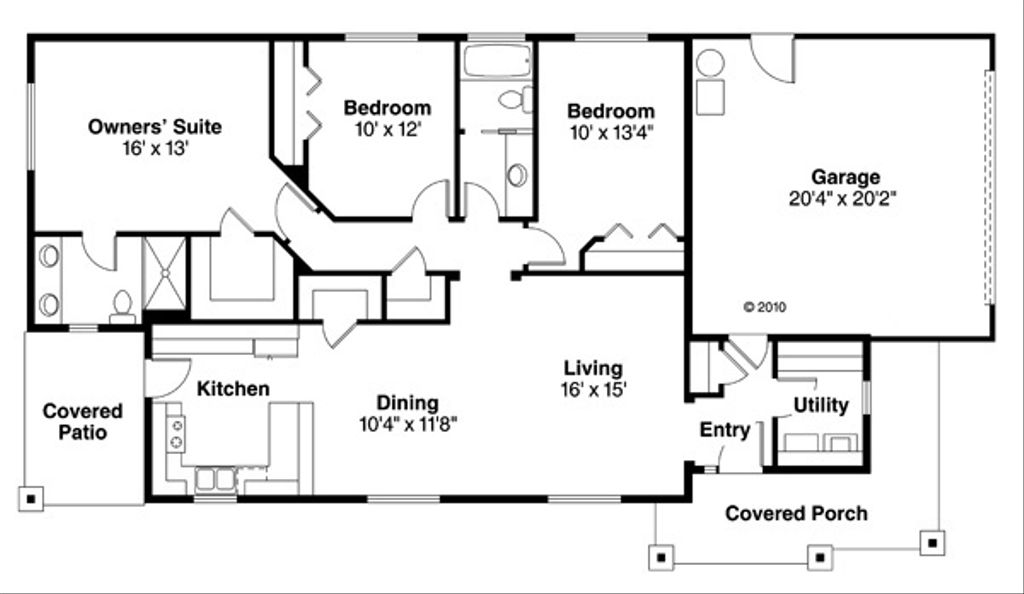 Owners' Suite
16' x 13'
Bedroom
10' x 12'
Bedroom
10' x 13'4"
Garage
20'4" x 20'2"
© 2010
Covered
Patio
Kitchen
Dining
10'4" x 11'8"
Living
16' x 15'
Entry
Utility
Covered Porch